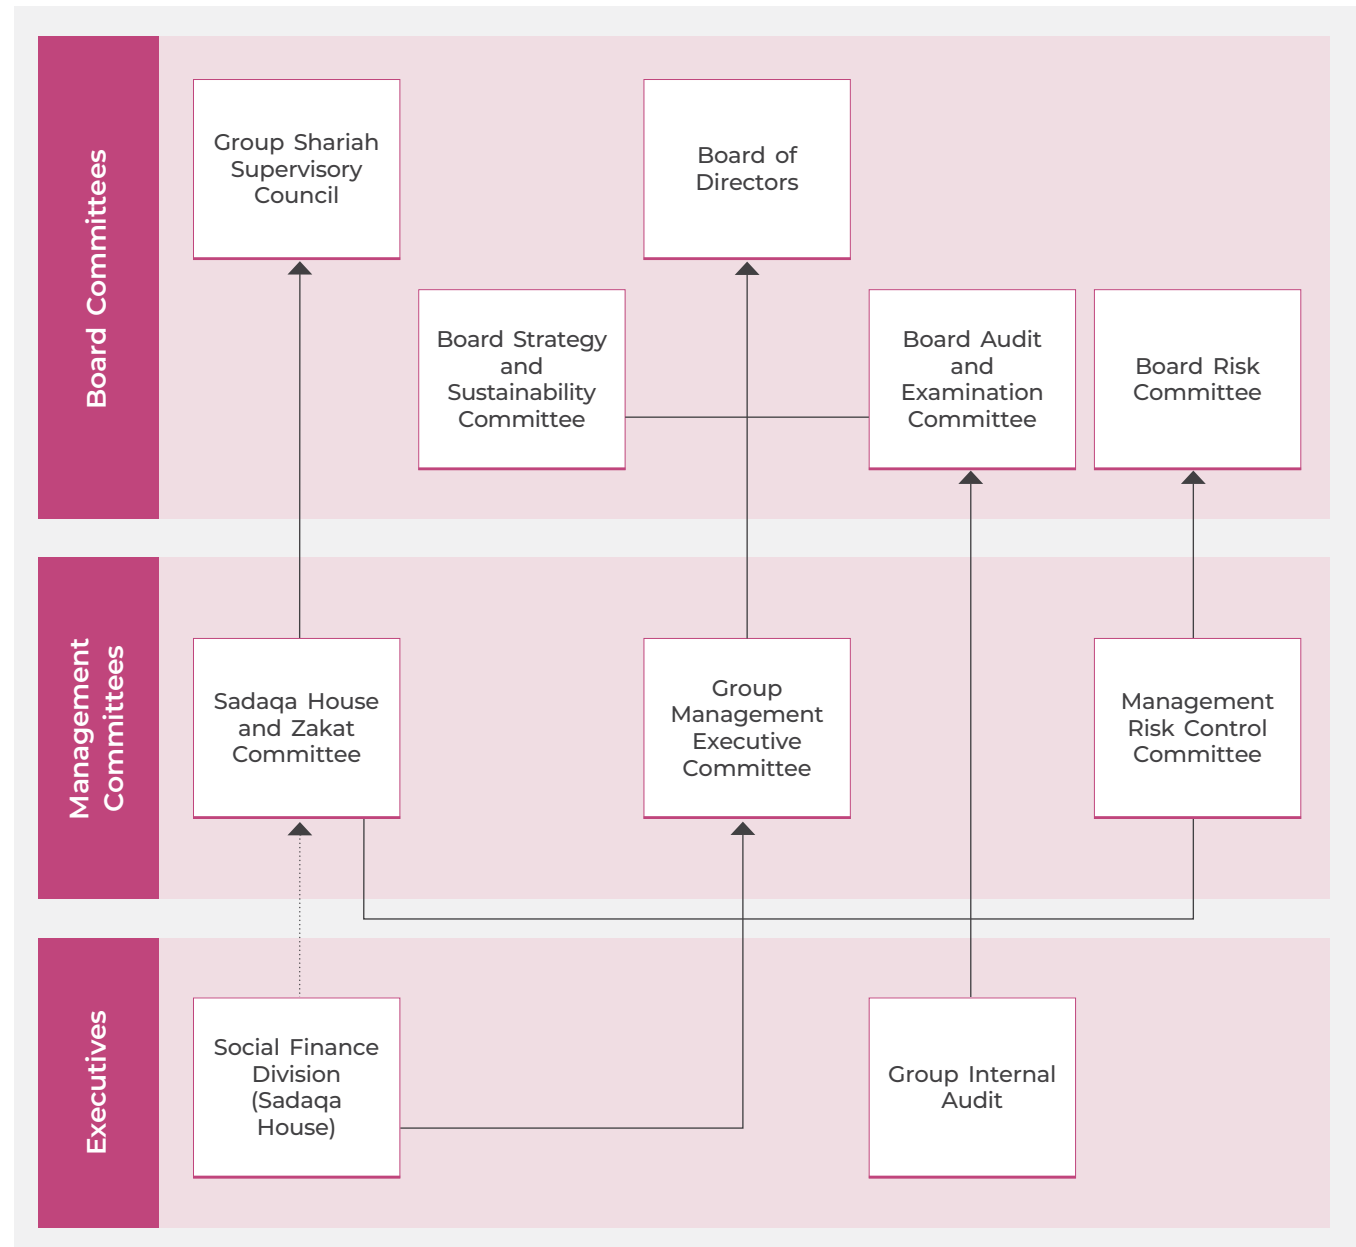 Board Committees
Group Shariah
Supervisory
Council
Board of
Directors
Board Strategy
and
Sustainability
Committee
Board Audit
and
Examination
Committee
Board Risk
Committee
Management
Committees
Sadaqa House
and Zakat
Committee
Group
Management
Executive
Committee
Management
Risk Control
Committee
Executives
Social Finance
Division
(Sadaqa
House)
Group Internal
Audit